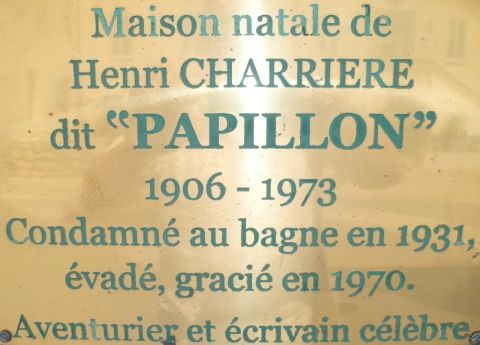 Maison natale de
Henri CHARRIERE
dit “PAPILLON”
1906 - 1973
Condamné au bagne en 1931,
évadé, gracié en 1970.
Aventurier et écrivain célèbre